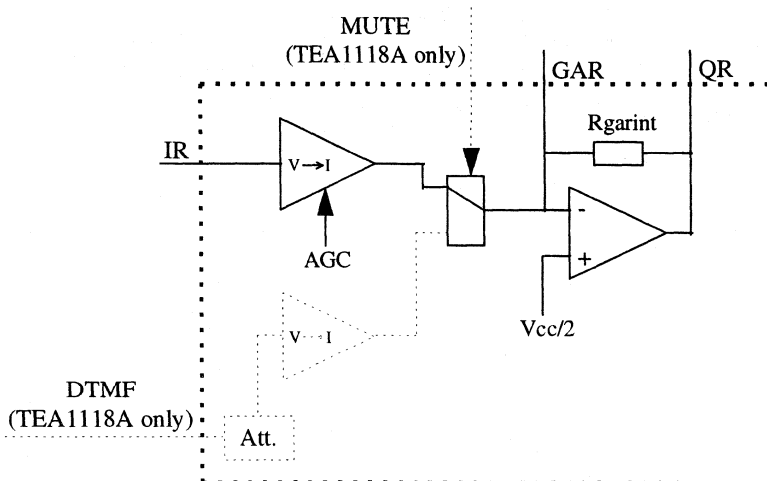 MUTE
(TEA1118A only)
GAR
QR
Rgarint
IR
V→I
-
AGC
+
V→I
Vcc/2
DTMF
(TEA1118A only)
Att.